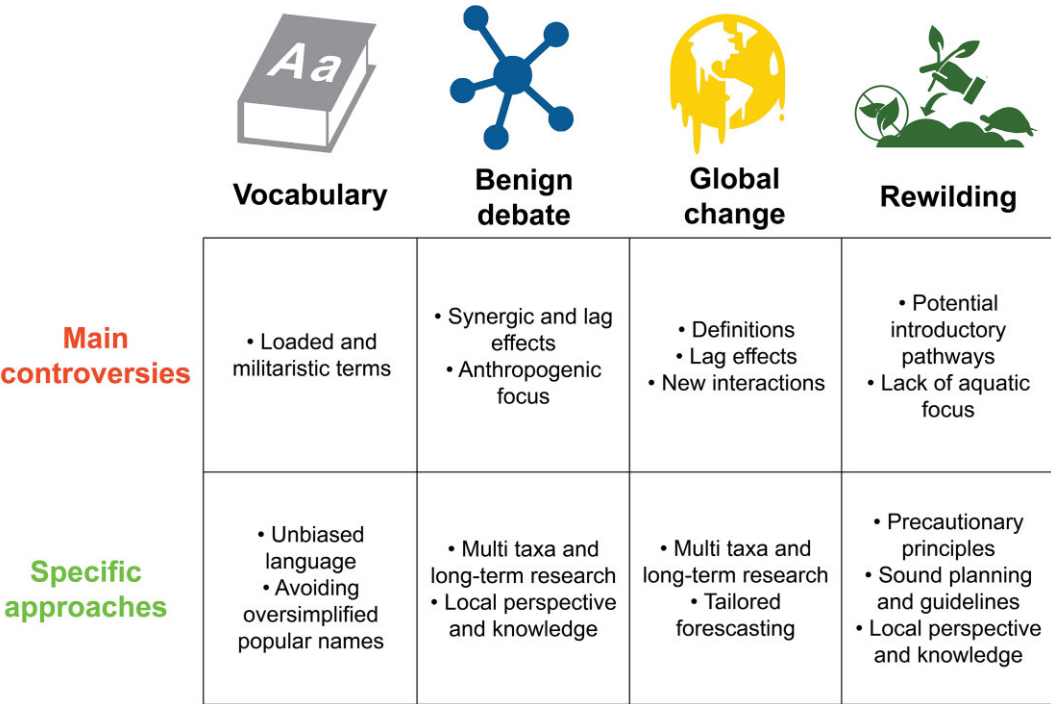 Aa
Vocabulary
Benign
debate
Global
change
Rewilding
Main
controversies
• Loaded and
militaristic terms
• Synergic and lag
effects
• Anthropogenic
focus
• Definitions
• Lag effects
• New interactions
• Potential
introductory
pathways
• Lack of aquatic
focus
Specific
approaches
• Unbiased
language
• Avoiding
oversimplified
popular names
• Multi taxa and
long-term research
• Local perspective
and knowledge
• Multi taxa and
long-term research
• Tailored
forescasting
• Precautionary
principles
• Sound planning
and guidelines
• Local perspective
and knowledge